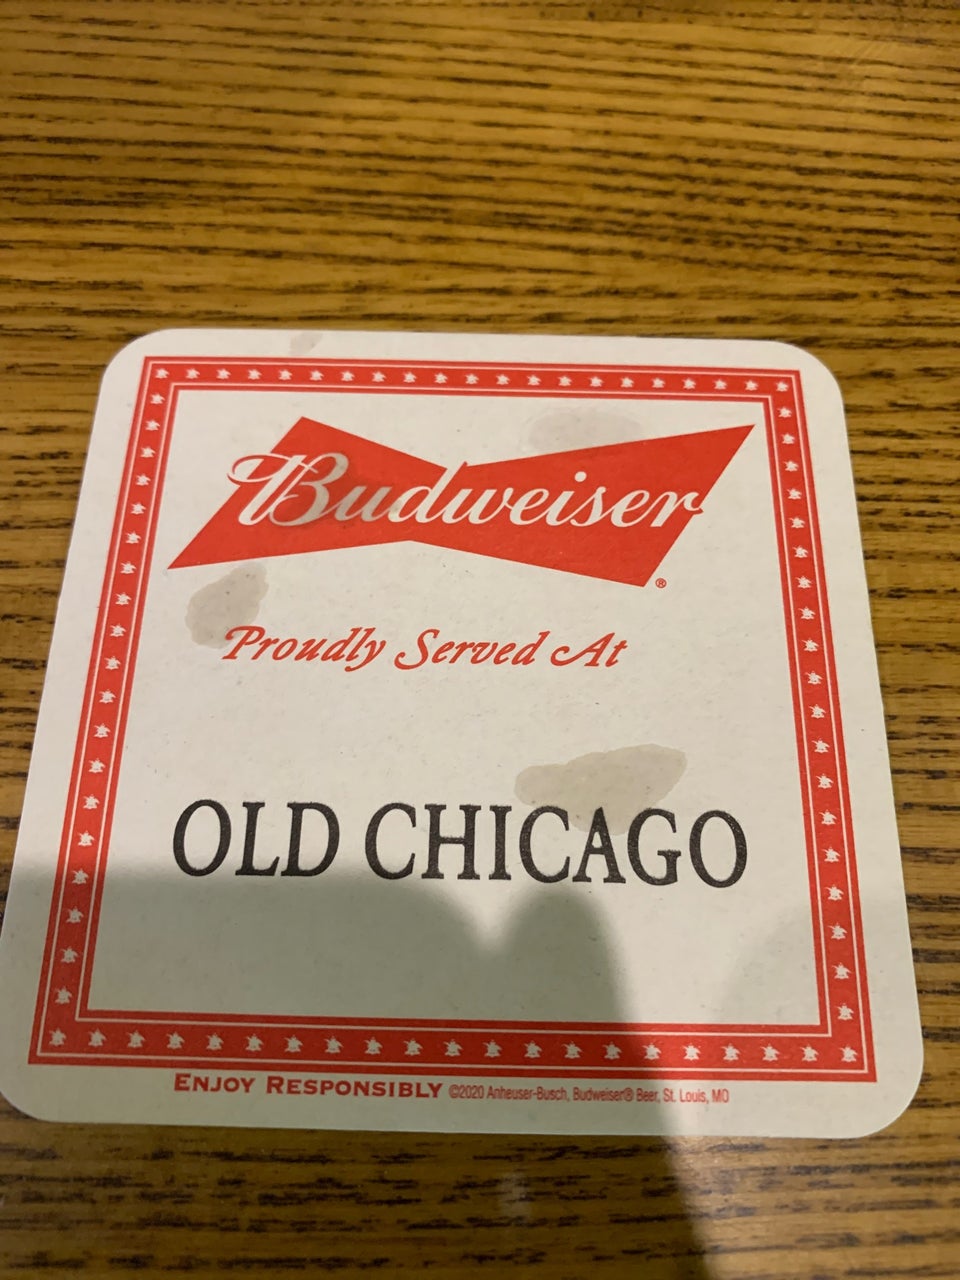 Budweiser®
Proudly Served At
OLD CHICAGO
ENJOY RESPONSIBLY ©2020 Anheuser-Busch, Budweiser® Beer, St. Louis, MO